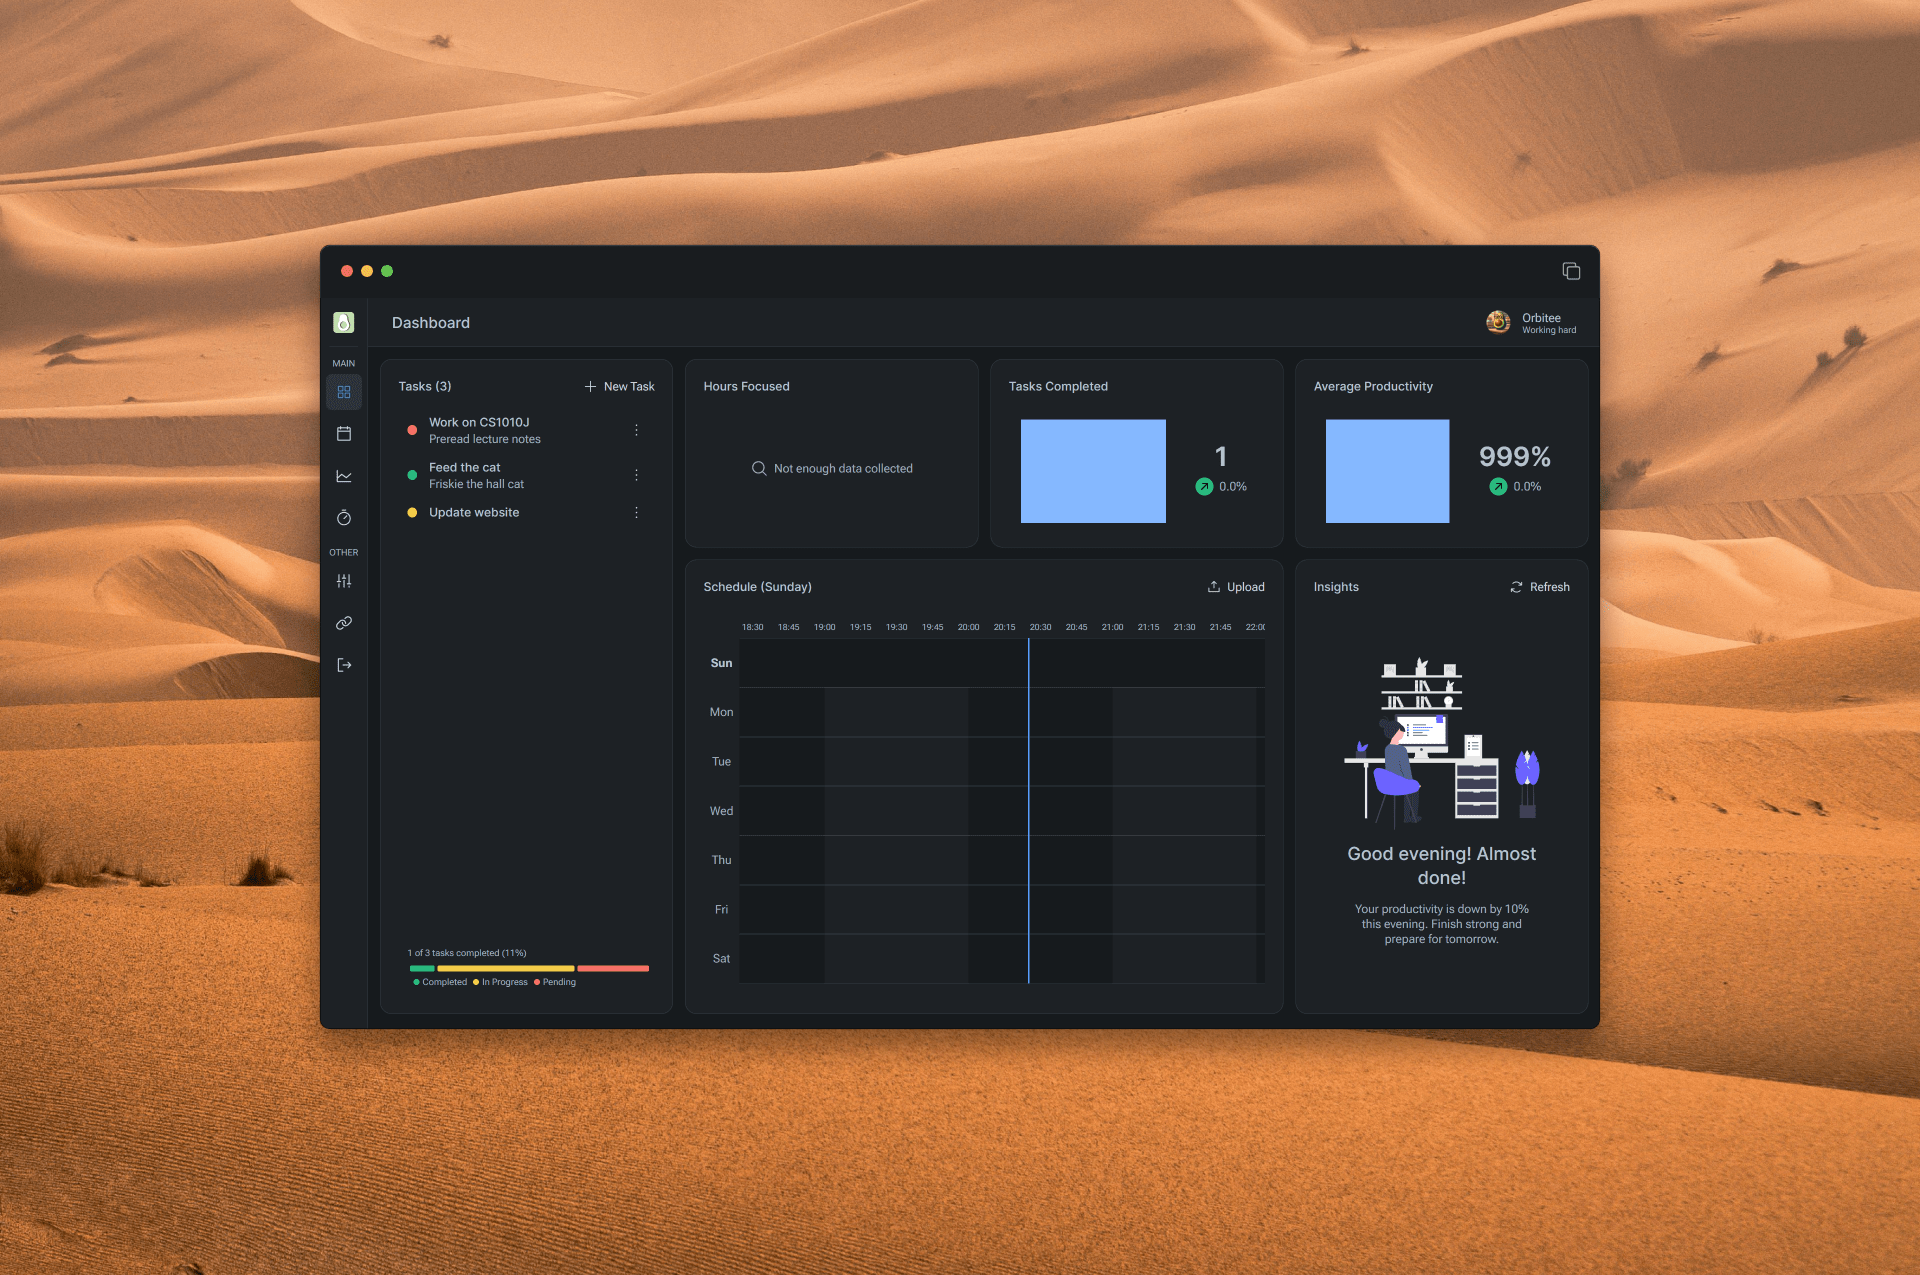 Dashboard
Orbitee
Working hard
MAIN
OTHER
Tasks (3)
New Task
Work on CS1010J
Preread lecture notes
Feed the cat
Friskie the hall cat
Update website
1 of 3 tasks completed (11%)
Completed In Progress Pending
Hours Focused
Not enough data collected
Tasks Completed
1
0.0%
Average Productivity
999%
0.0%
Schedule (Sunday)
Upload
18:30 18:45 19:00 19:15 19:30 19:45 20:00 20:15 20:30 20:45 21:00 21:15 21:30 21:45 22:00
Sun
Mon
Tue
Wed
Thu
Fri
Sat
Insights
Refresh
Good evening! Almost
done!
Your productivity is down by 10%
this evening. Finish strong and
prepare for tomorrow.